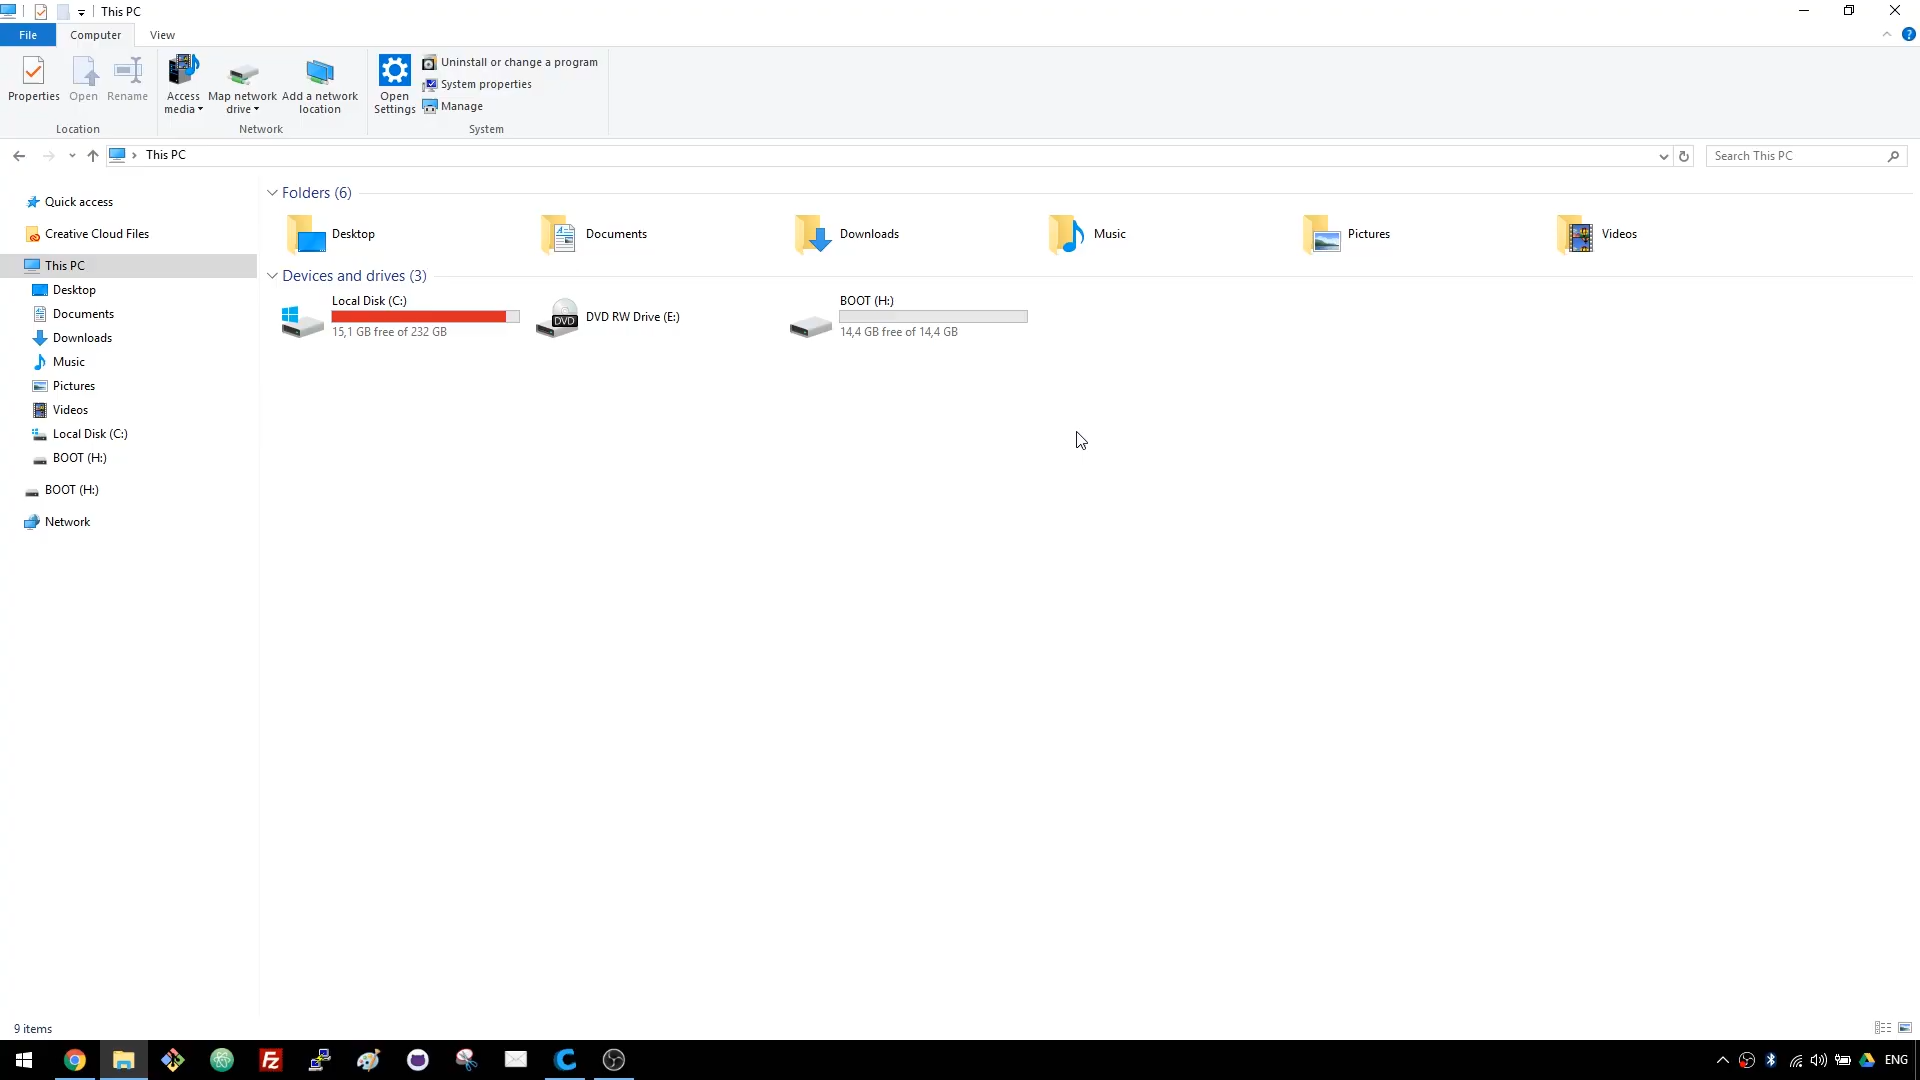 This PC
File
Computer
View
Properties
Open
Rename
Access media
Map network drive
Add a network location
Open Settings
Uninstall or change a program
System properties
Manage
Location
Network
System
This PC
Search This PC
Quick access
Creative Cloud Files
This PC
Desktop
Documents
Downloads
Music
Pictures
Videos
Local Disk (C:)
BOOT (H:)
BOOT (H:)
Network
Folders (6)
Desktop
Documents
Downloads
Music
Pictures
Videos
Devices and drives (3)
Local Disk (C:)
15,1 GB free of 232 GB
DVD
DVD RW Drive (E:)
BOOT (H:)
14,4 GB free of 14,4 GB
9 items
Fz
ENG